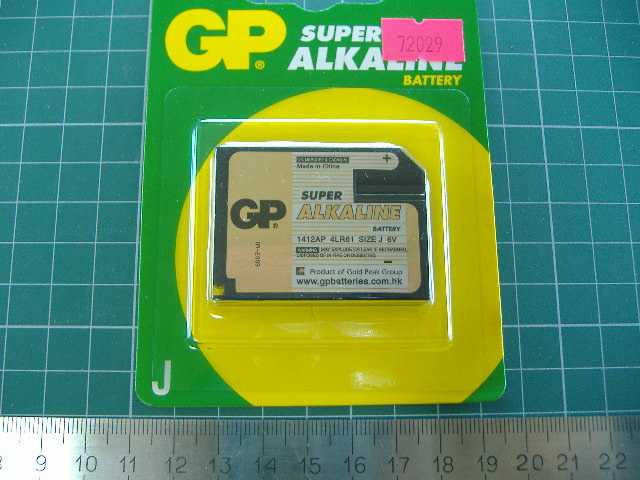 GP®
SUPER
ALKALINE
BATTERY
72029
Made in China
+
GP®
SUPER
ALKALINE
BATTERY
1412AP 4LR61 SIZE J 6V
-
Product of Gold Peak Group
www.gpbatteries.com.hk
J
9 10 11 12 13 14 15 16 17 18 19 20 21 22